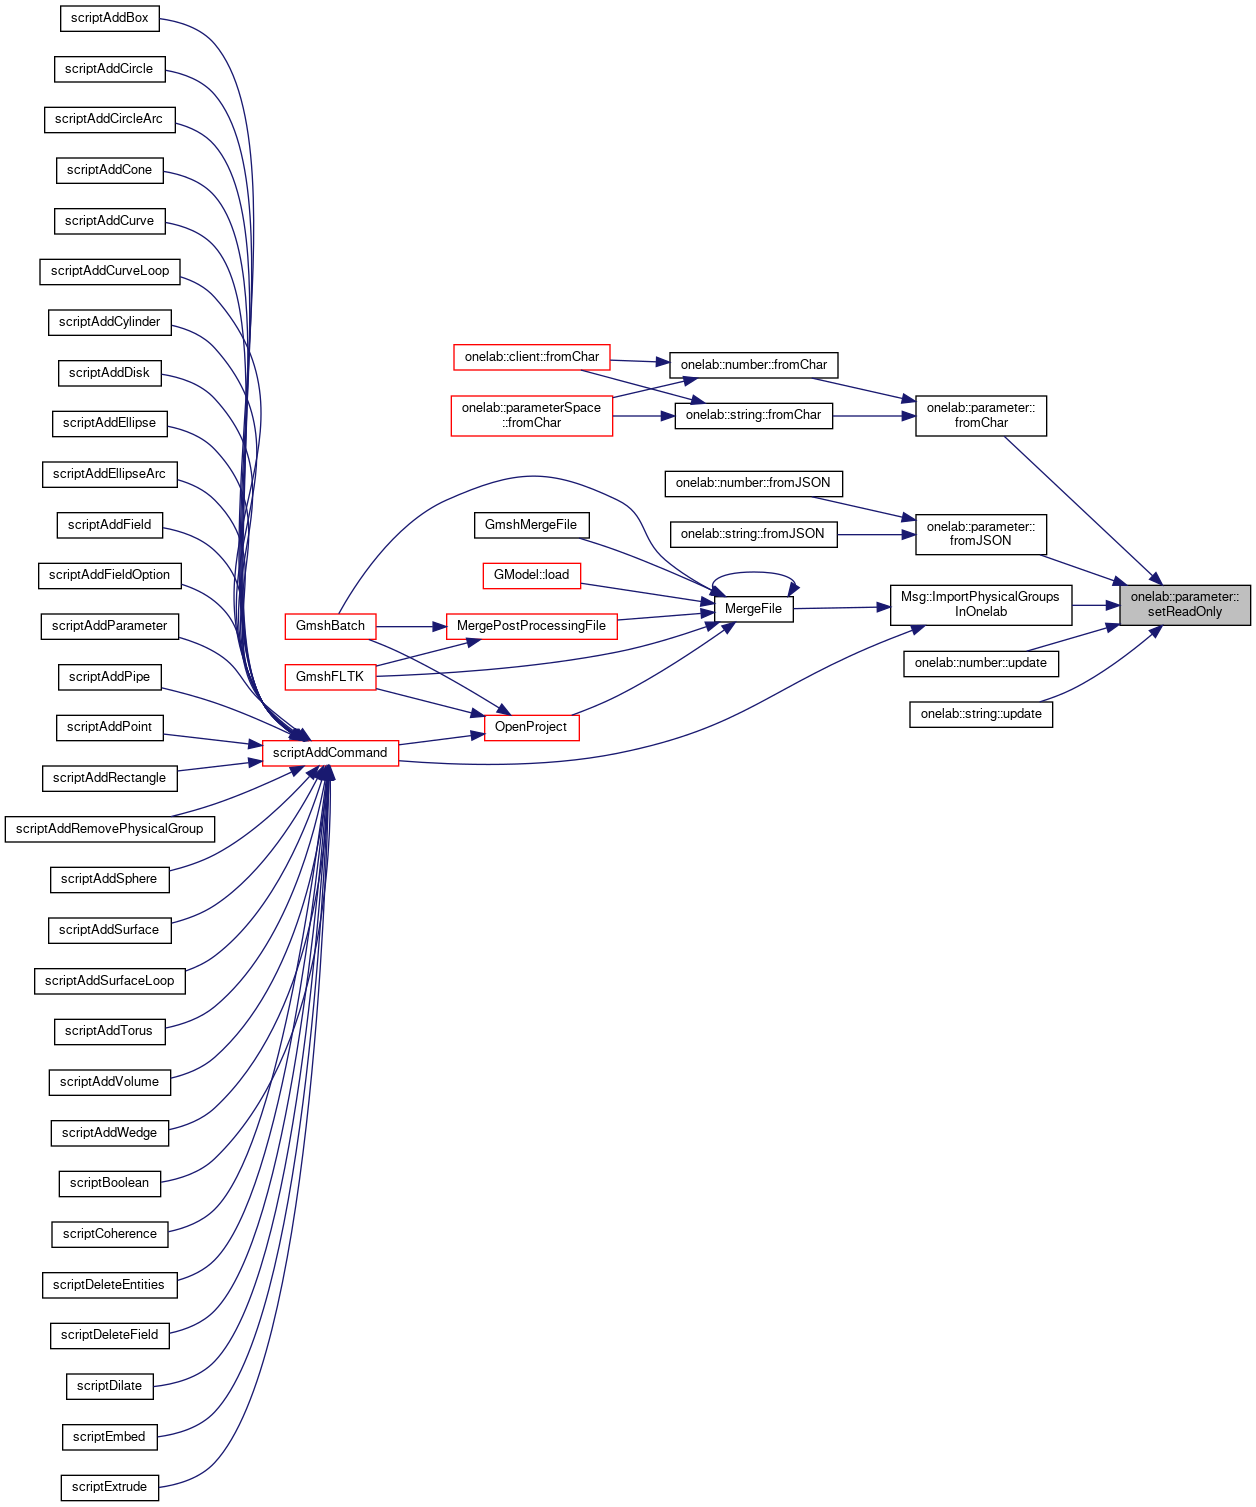 scriptAddBox
scriptAddCircle
scriptAddCircleArc
scriptAddCone
scriptAddCurve
scriptAddCurveLoop
scriptAddCylinder
scriptAddDisk
scriptAddEllipse
scriptAddEllipseArc
scriptAddField
scriptAddFieldOption
scriptAddParameter
scriptAddPipe
scriptAddPoint
scriptAddRectangle
scriptAddRemovePhysicalGroup
scriptAddSphere
scriptAddSurface
scriptAddSurfaceLoop
scriptAddTorus
scriptAddVolume
scriptAddWedge
scriptBoolean
scriptCoherence
scriptDeleteEntities
scriptDeleteField
scriptDilate
scriptEmbed
scriptExtrude
GmshBatch
GmshFLTK
scriptAddCommand
onelab::client::fromChar
onelab::parameterSpace
::fromChar
GmshMergeFile
GModel::load
MergePostProcessingFile
OpenProject
onelab::number::fromChar
onelab::string::fromChar
onelab::number::fromJSON
onelab::string::fromJSON
MergeFile
onelab::parameter::
fromChar
onelab::parameter::
fromJSON
Msg::ImportPhysicalGroups
InOnelab
onelab::number::update
onelab::string::update
onelab::parameter::
setReadOnly